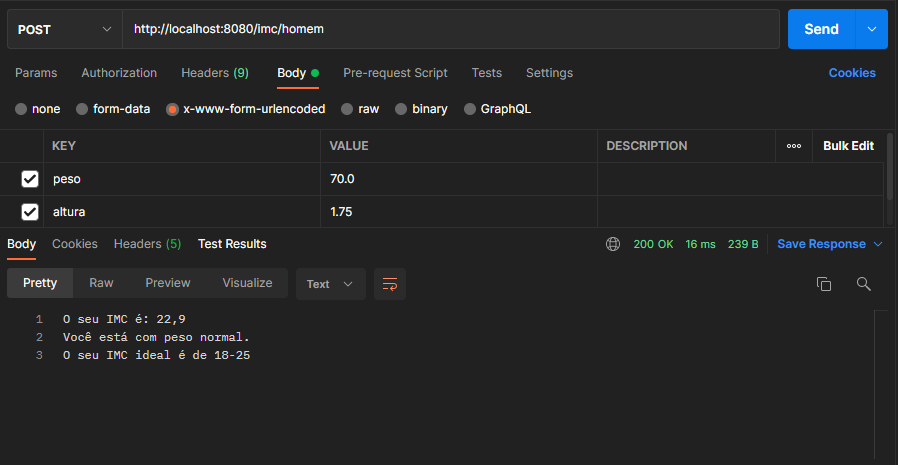 POST http://localhost:8080/imc/homem Send
Params Authorization Headers (9) Body Pre-request Script Tests Settings Cookies
none form-data x-www-form-urlencoded raw binary GraphQL
KEY VALUE DESCRIPTION Bulk Edit
peso 70.0
altura 1.75
Body Cookies Headers (5) Test Results 200 OK 16 ms 239 B Save Response
Pretty Raw Preview Visualize Text
1 O seu IMC é: 22,9
2 Você está com peso normal.
3 O seu IMC ideal é de 18-25